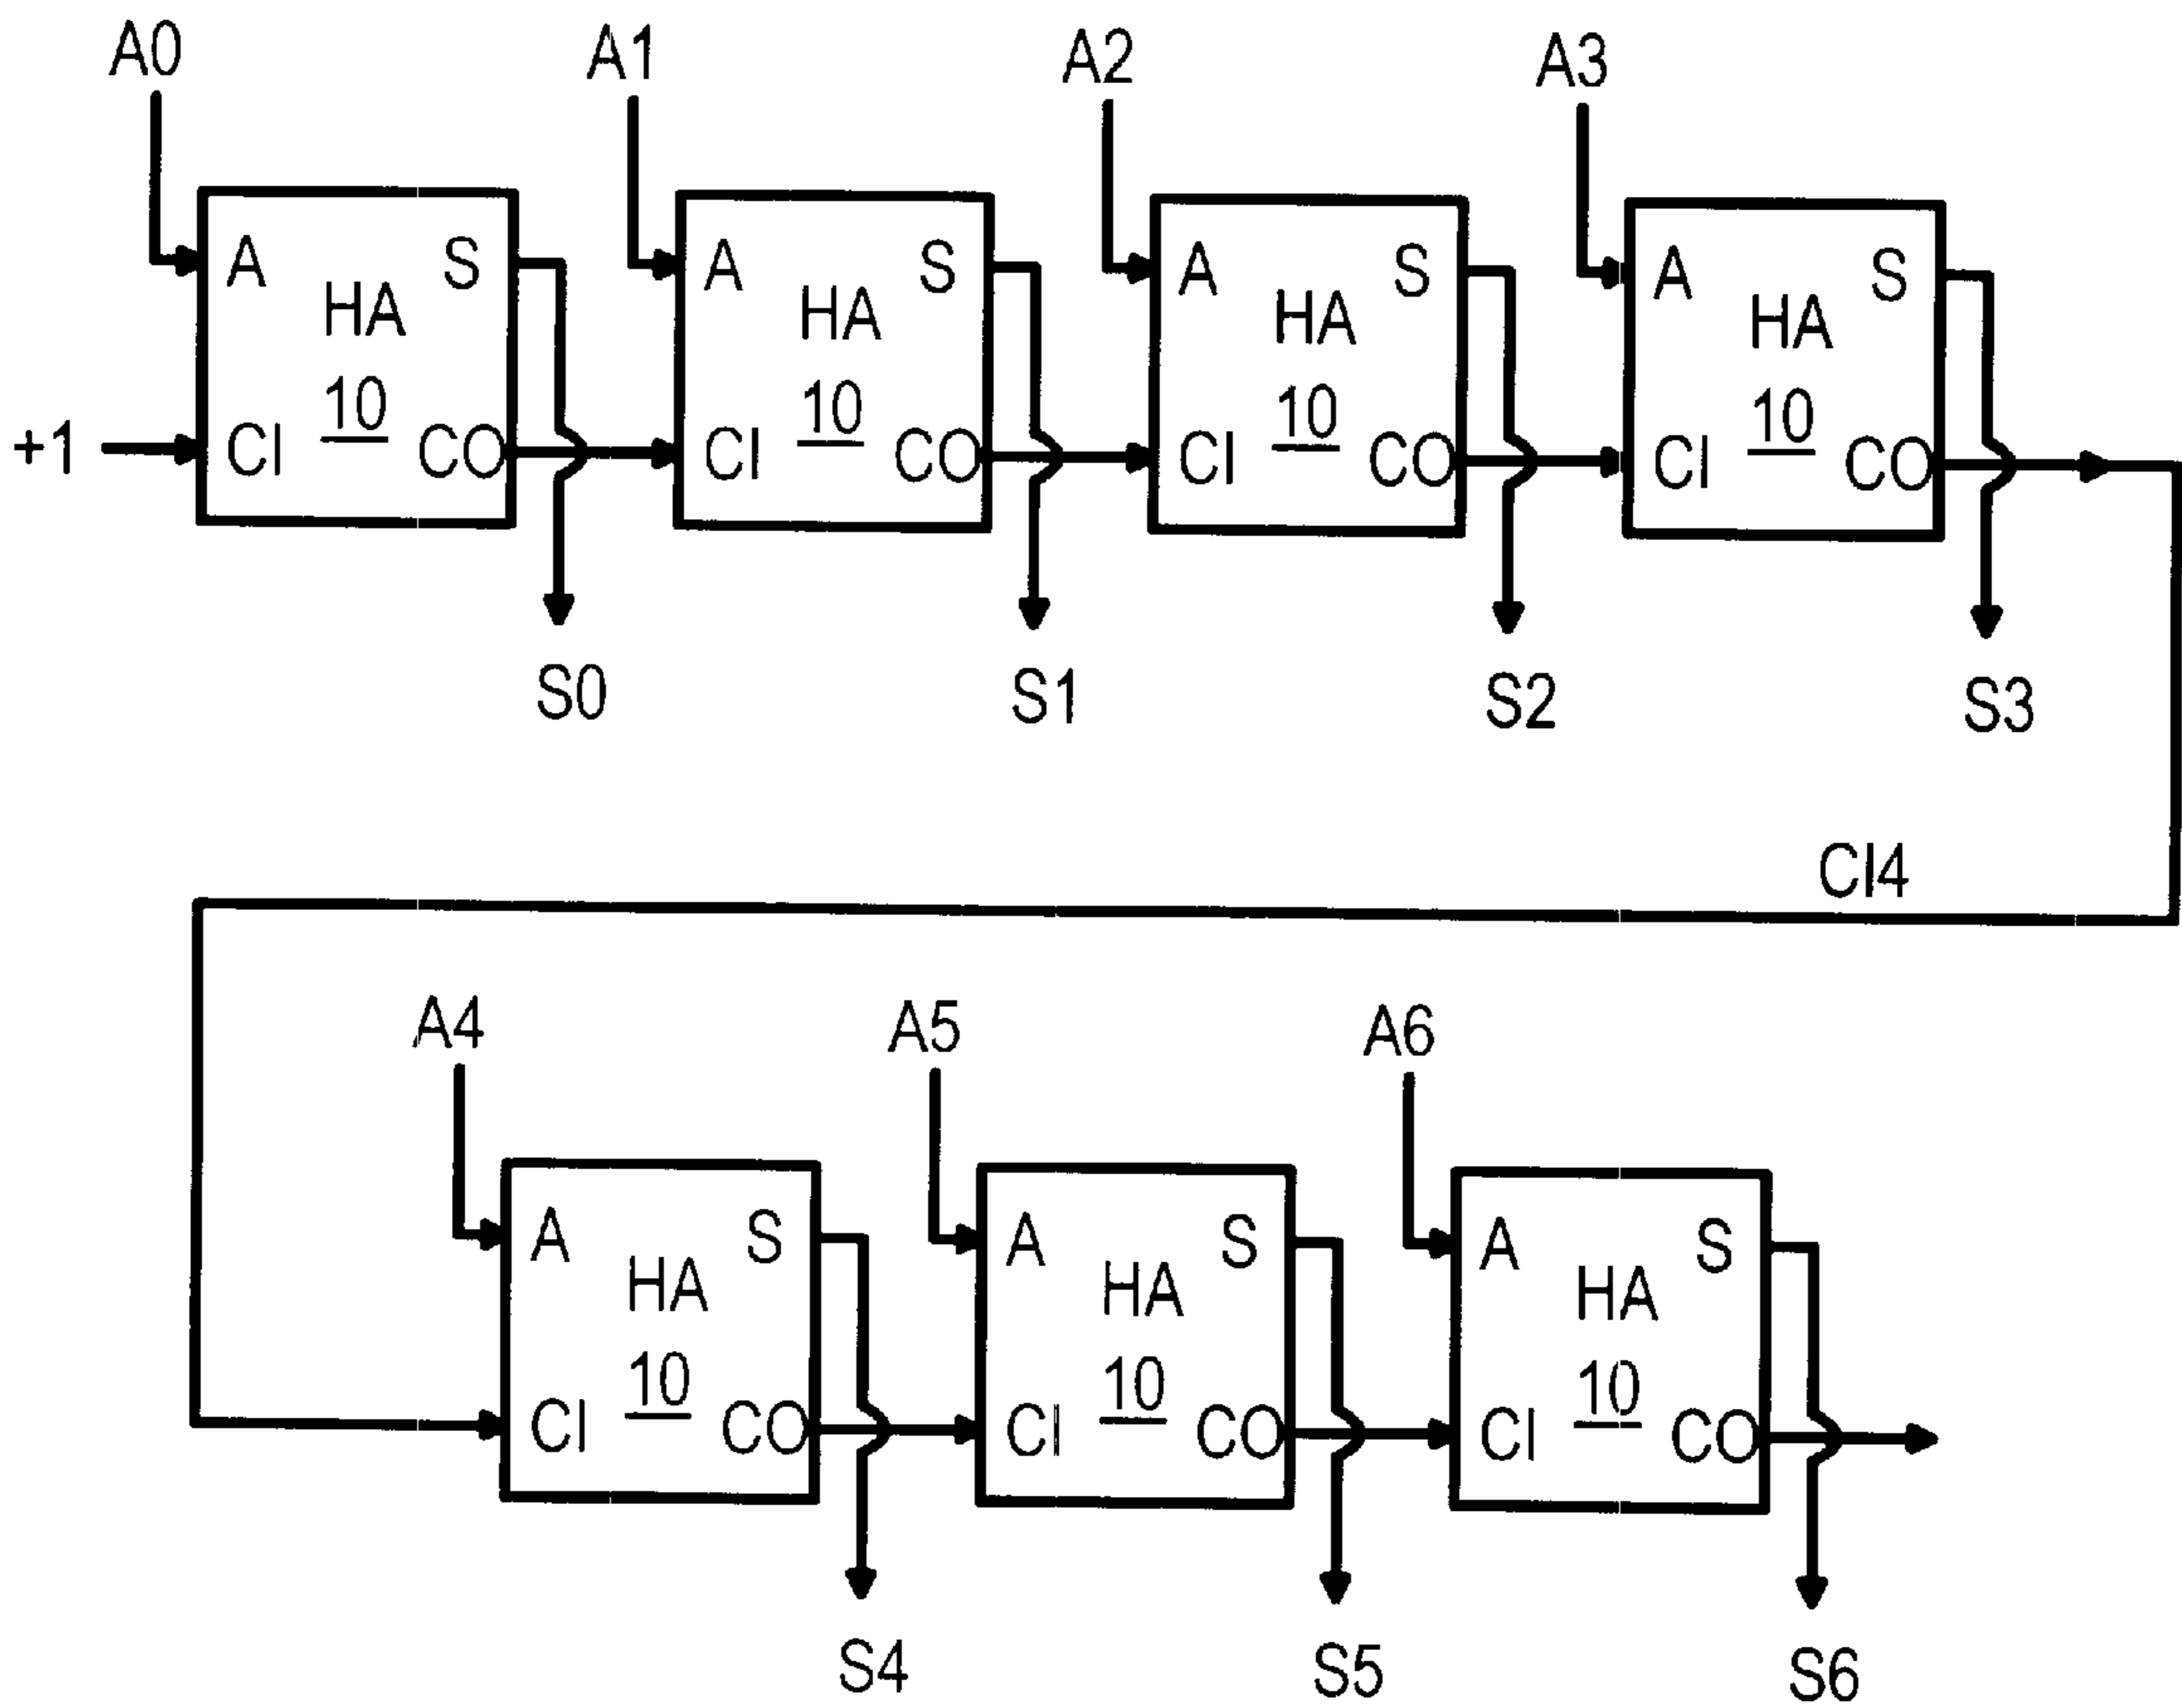 A0 A1 A2 A3
A S A S A S A S
HA HA HA HA
10 10 10 10
+1 CI CO CI CO CI CO CI CO
S0 S1 S2 S3
CI4
A4 A5 A6
A S A S A S
HA HA HA
10 10 10
CI CO CI CO CI CO
S4 S5 S6